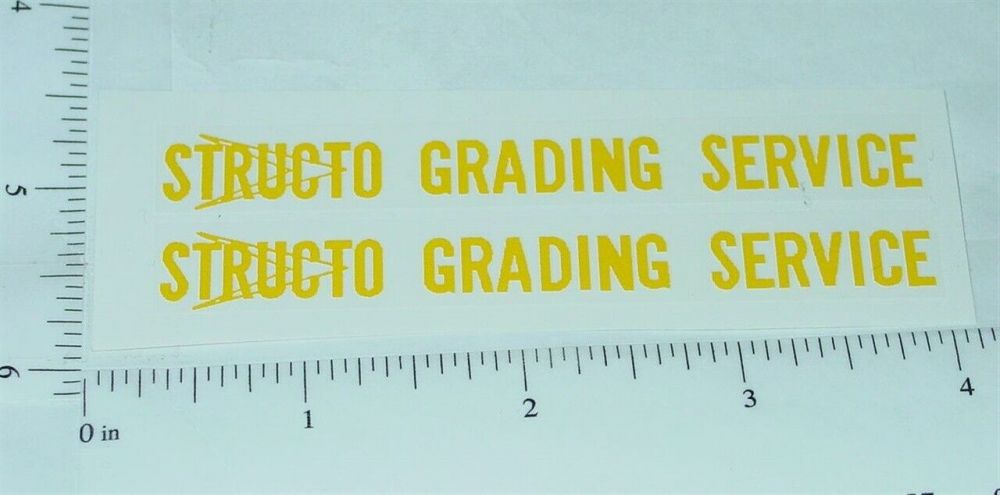 4
STRUCTO GRADING SERVICE
5
STRUCTO GRADING SERVICE
6
0 in 1 2 3 4